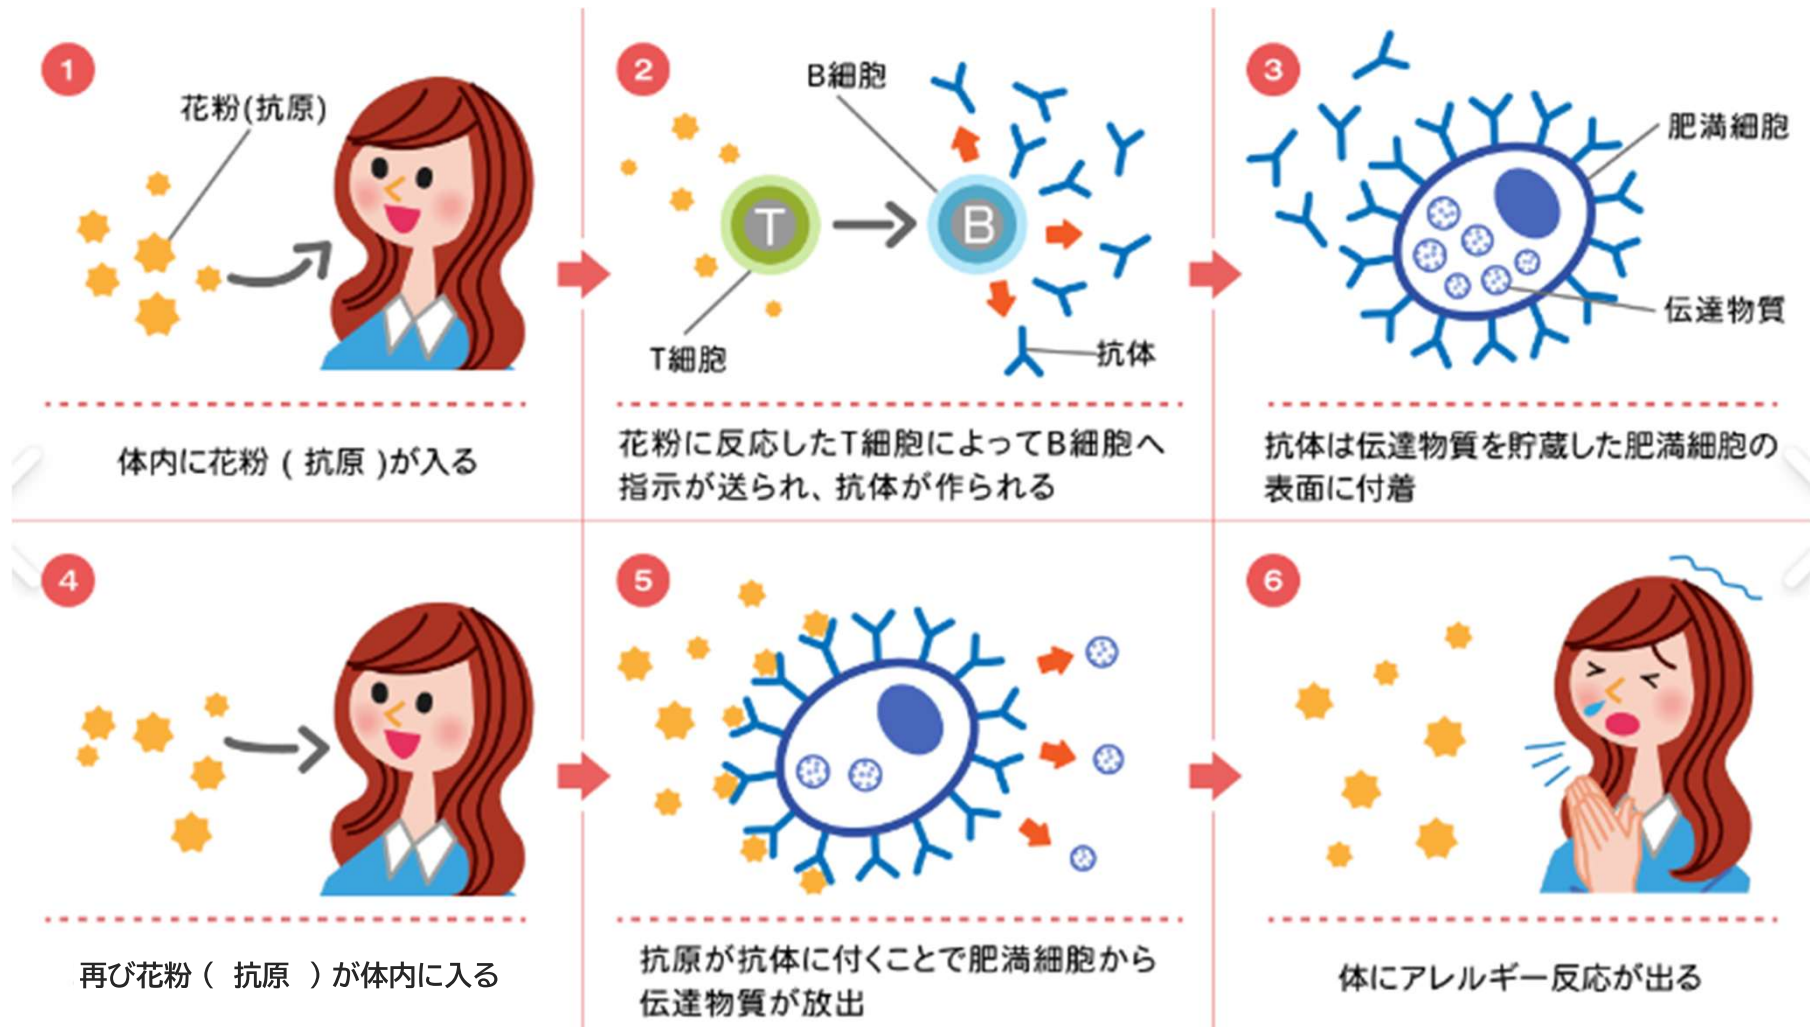 1
花粉(抗原)
体内に花粉 ( 抗原 )が入る
2
B細胞
T
B
T細胞
抗体
花粉に反応したT細胞によってB細胞へ
指示が送られ、抗体が作られる
3
肥満細胞
伝達物質
抗体は伝達物質を貯蔵した肥満細胞の
表面に付着
4
再び花粉 ( 抗原 ) が体内に入る
5
抗原が抗体に付くことで肥満細胞から
伝達物質が放出
6
体にアレルギー反応が出る